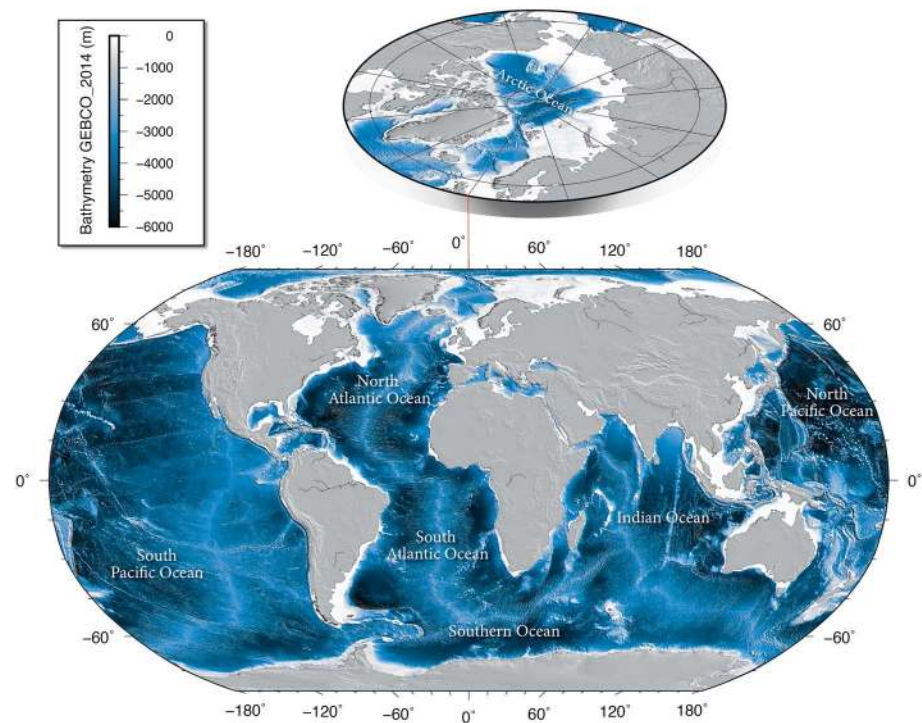 Bathymetry GEBCO_2014 (m)
0
−1000
−2000
−3000
−4000
−5000
−6000
Arctic Ocean
−180° −60° 0° 60° 180°
−120° 120°
60° 60°
North
Atlantic Ocean
North
Pacific Ocean
0° 0°
Indian Ocean
South
Atlantic Ocean
South
Pacific Ocean
Southern Ocean
−60° −60°
−180° −60° 60° 180°
−120° 0° 120°